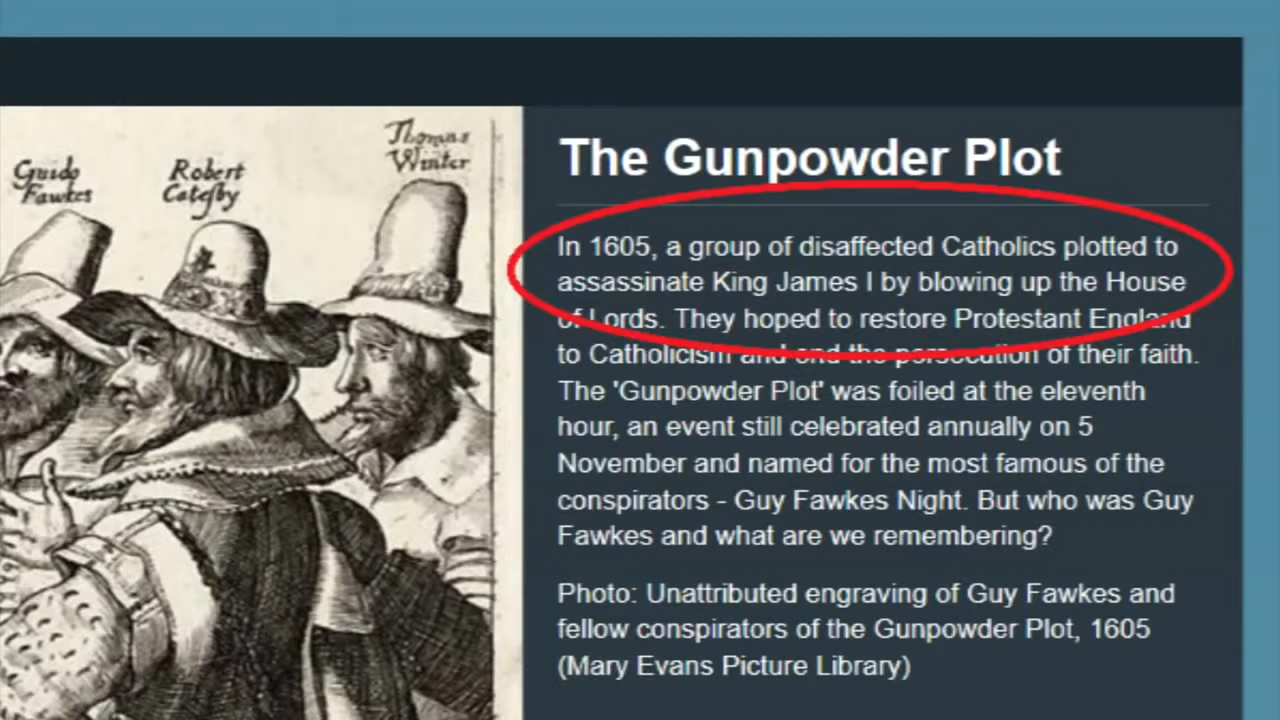 Guido
Fawkes
Robert
Catesby
Thomas
Winter
The Gunpowder Plot
In 1605, a group of disaffected Catholics plotted to
assassinate King James I by blowing up the House
of Lords. They hoped to restore Protestant England
to Catholicism and end the persecution of their faith.
The 'Gunpowder Plot' was foiled at the eleventh
hour, an event still celebrated annually on 5
November and named for the most famous of the
conspirators - Guy Fawkes Night. But who was Guy
Fawkes and what are we remembering?
Photo: Unattributed engraving of Guy Fawkes and
fellow conspirators of the Gunpowder Plot, 1605
(Mary Evans Picture Library)